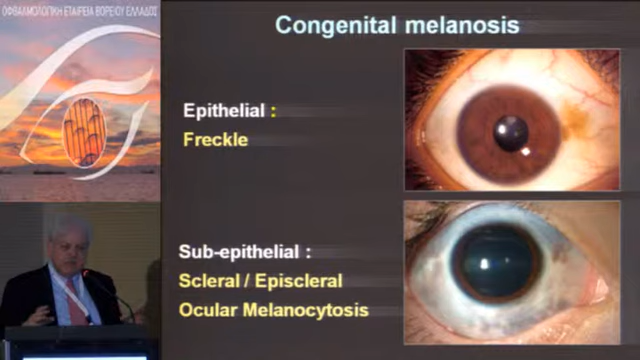 ΟΦΘΑΛΜΟΛΟΓΙΚΗ ΕΤΑΙΡΕΙΑ ΒΟΡΕΙΟΥ ΕΛΛΑΔΟΣ
Congenital melanosis
Epithelial :
Freckle
Sub-epithelial :
Scleral / Episcleral
Ocular Melanocytosis